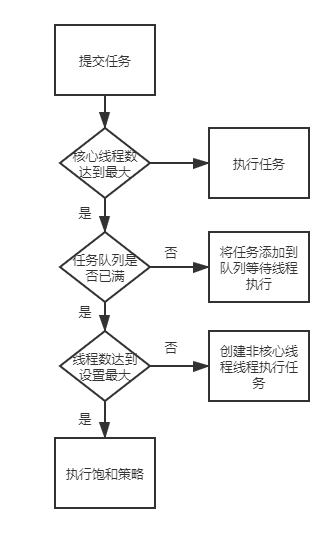 提交任务
核心线程数
达到最大
执行任务
是
任务队列是
否已满
否
将任务添加到
队列等待线程
执行
是
线程数达到
设置最大
否
创建非核心线
程线程执行任
务
是
执行饱和策略